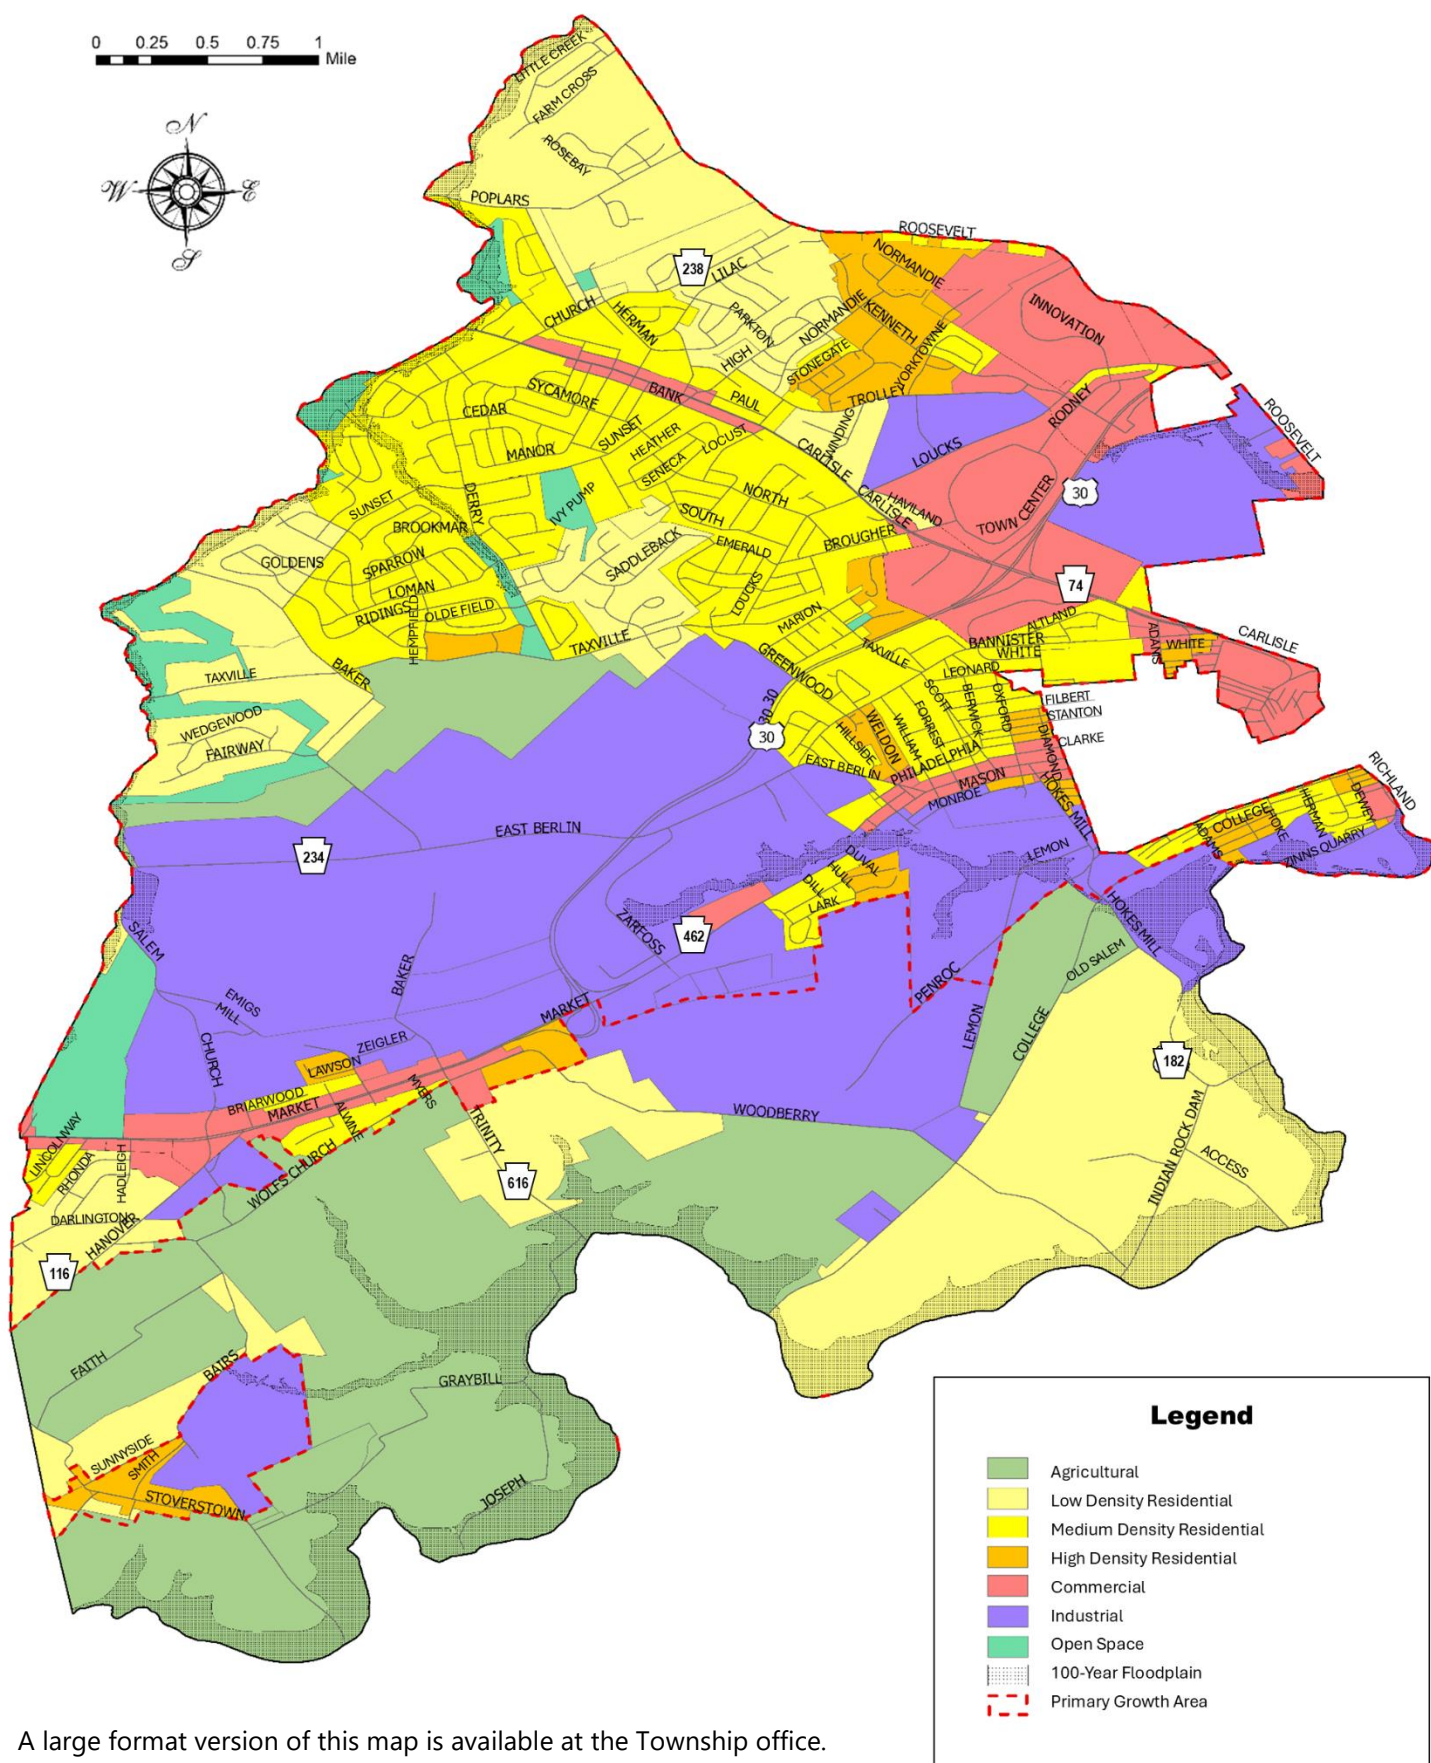 0 0.25 0.5 0.75 1
Mile
N
W E
S
LITTLE CREEK
FARM CROSS
ROSEBAY
POPLARS
ROOSEVELT
NORMANDIE
238
LILAC
INNOVATION
CHURCH
HERMAN
PARKTON
NORMANDIE
KENNETH
HIGH
STONEGATE
YORKTOWNE
TROLLEY
BANK
PAUL
RODNEY
ROOSEVELT
SYCAMORE
CEDAR
SUNSET
HEATHER
LOCUST
WINDING
LOUCKS
MANOR
SENECA
CARLISLE
CARLISLE
HAVILAND
TOWN CENTER
30
IVY PUMP
NORTH
SUNSET
DERRY
BROOKMAR
SOUTH
EMERALD
BROUGHER
GOLDENS
SPARROW
SADDLEBACK
LOMAN
LOUCKS
74
RIDINGS
HEMPFIELD
OLDE FIELD
MARION
ALTLAND
BANNISTER
WHITE
ADAMS
WHITE
CARLISLE
TAXVILLE
TAXVILLE
GREENWOOD
LEONARD
BAKER
TAXVILLE
SCOTT
BERWICK
OXFORD
FILBERT
STANTON
WEDGEWOOD
FAIRWAY
30 30
30
WELDON
HILLSIDE
WILLIAM
FORREST
DIAMOND
CLARKE
EAST BERLIN
PHILADELPHIA
MASON
MONROE
HOKES MILL
RICHLAND
EAST BERLIN
234
COLLEGE
HERMAN
DEWEY
EHOKE
ADAMS
ZINNS QUARRY
LEMON
DUVAL
HULL
DILL
LARK
ZARFOSS
462
HOKES MILL
SALEM
OLD SALEM
BAKER
PENROC
EMIGS
MILL
MARKET
LEMON
COLLEGE
CHURCH
ZEIGLER
LAWSON
182
BRIARWOOD
MARKET
ALWINE
MYERS
TRINITY
WOODBERRY
LINCOLNWAY
RHONDA
HADLEIGH
WOLFS CHURCH
616
INDIAN ROCK DAM
ACCESS
DARLINGTON
HANOVER
116
FAITH
BAIRS
GRAYBILL
SUNNYSIDE
SMITH
STOVERSTOWN
JOSEPH
Legend
Agricultural
Low Density Residential
Medium Density Residential
High Density Residential
Commercial
Industrial
Open Space
100-Year Floodplain
Primary Growth Area
A large format version of this map is available at the Township office.